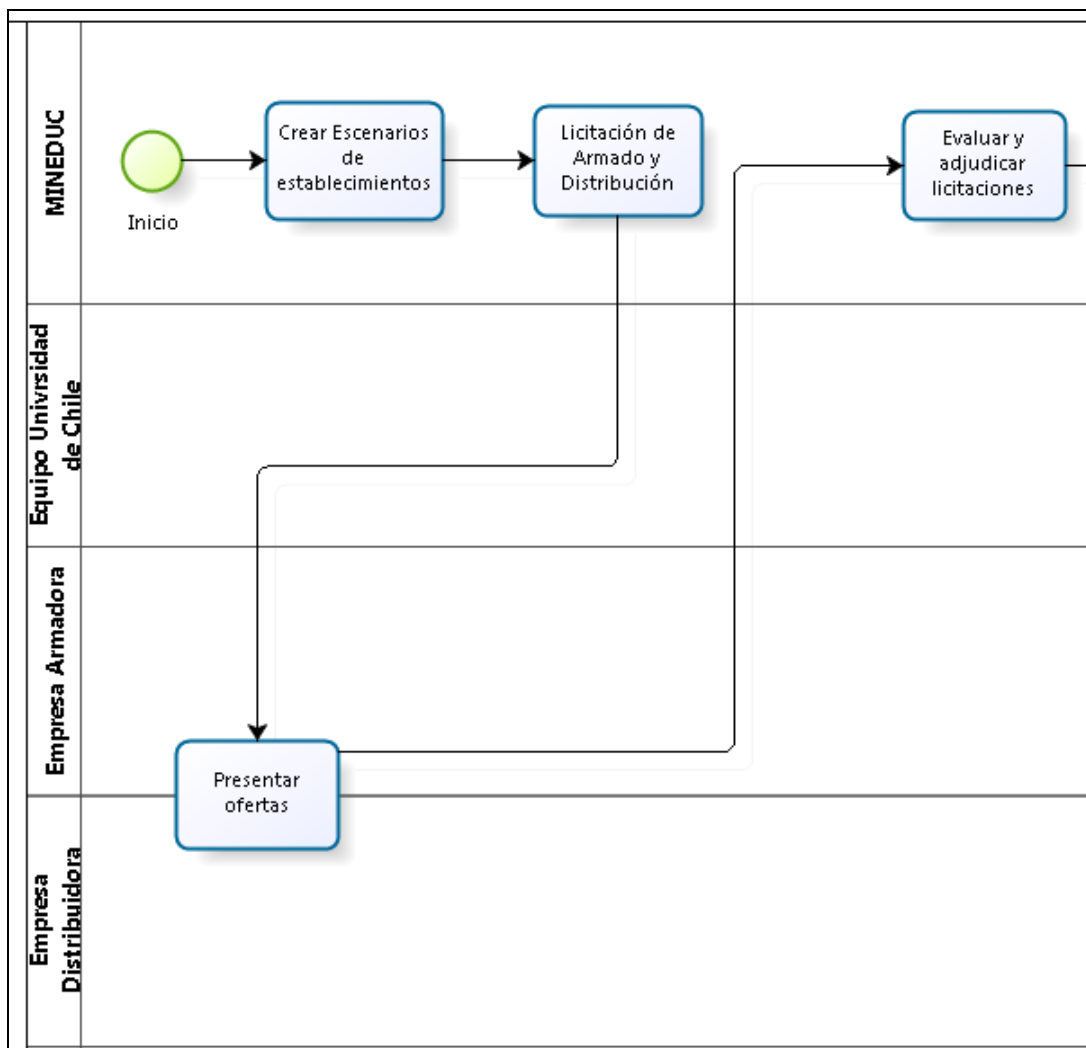 MINEDUC
Inicio
Crear Escenarios
de
establecimientos
Licitación de
Armado y
Distribución
Evaluar y
adjudicar
licitaciones
Equipo Univrsidad
de Chile
Empresa Armadora
Presentar
ofertas
Empresa
Distribuidora